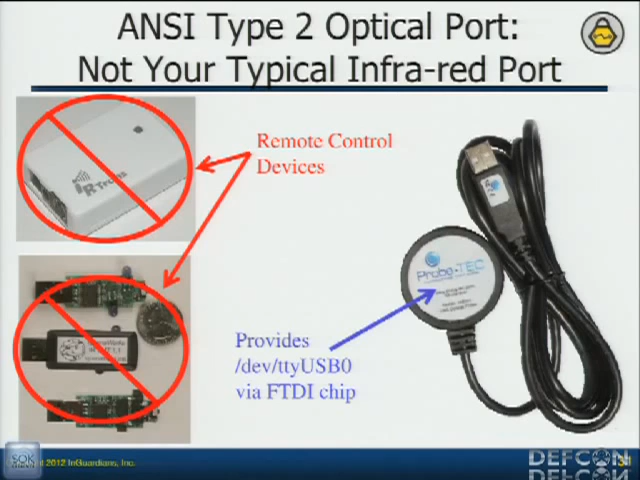 ANSI Type 2 Optical Port:
Not Your Typical Infra-red Port
Remote Control
Devices
IRTrans
Probe-TEC
Provides
/dev/ttyUSB0
via FTDI chip
2012 InGuardians, Inc.
DEFCON